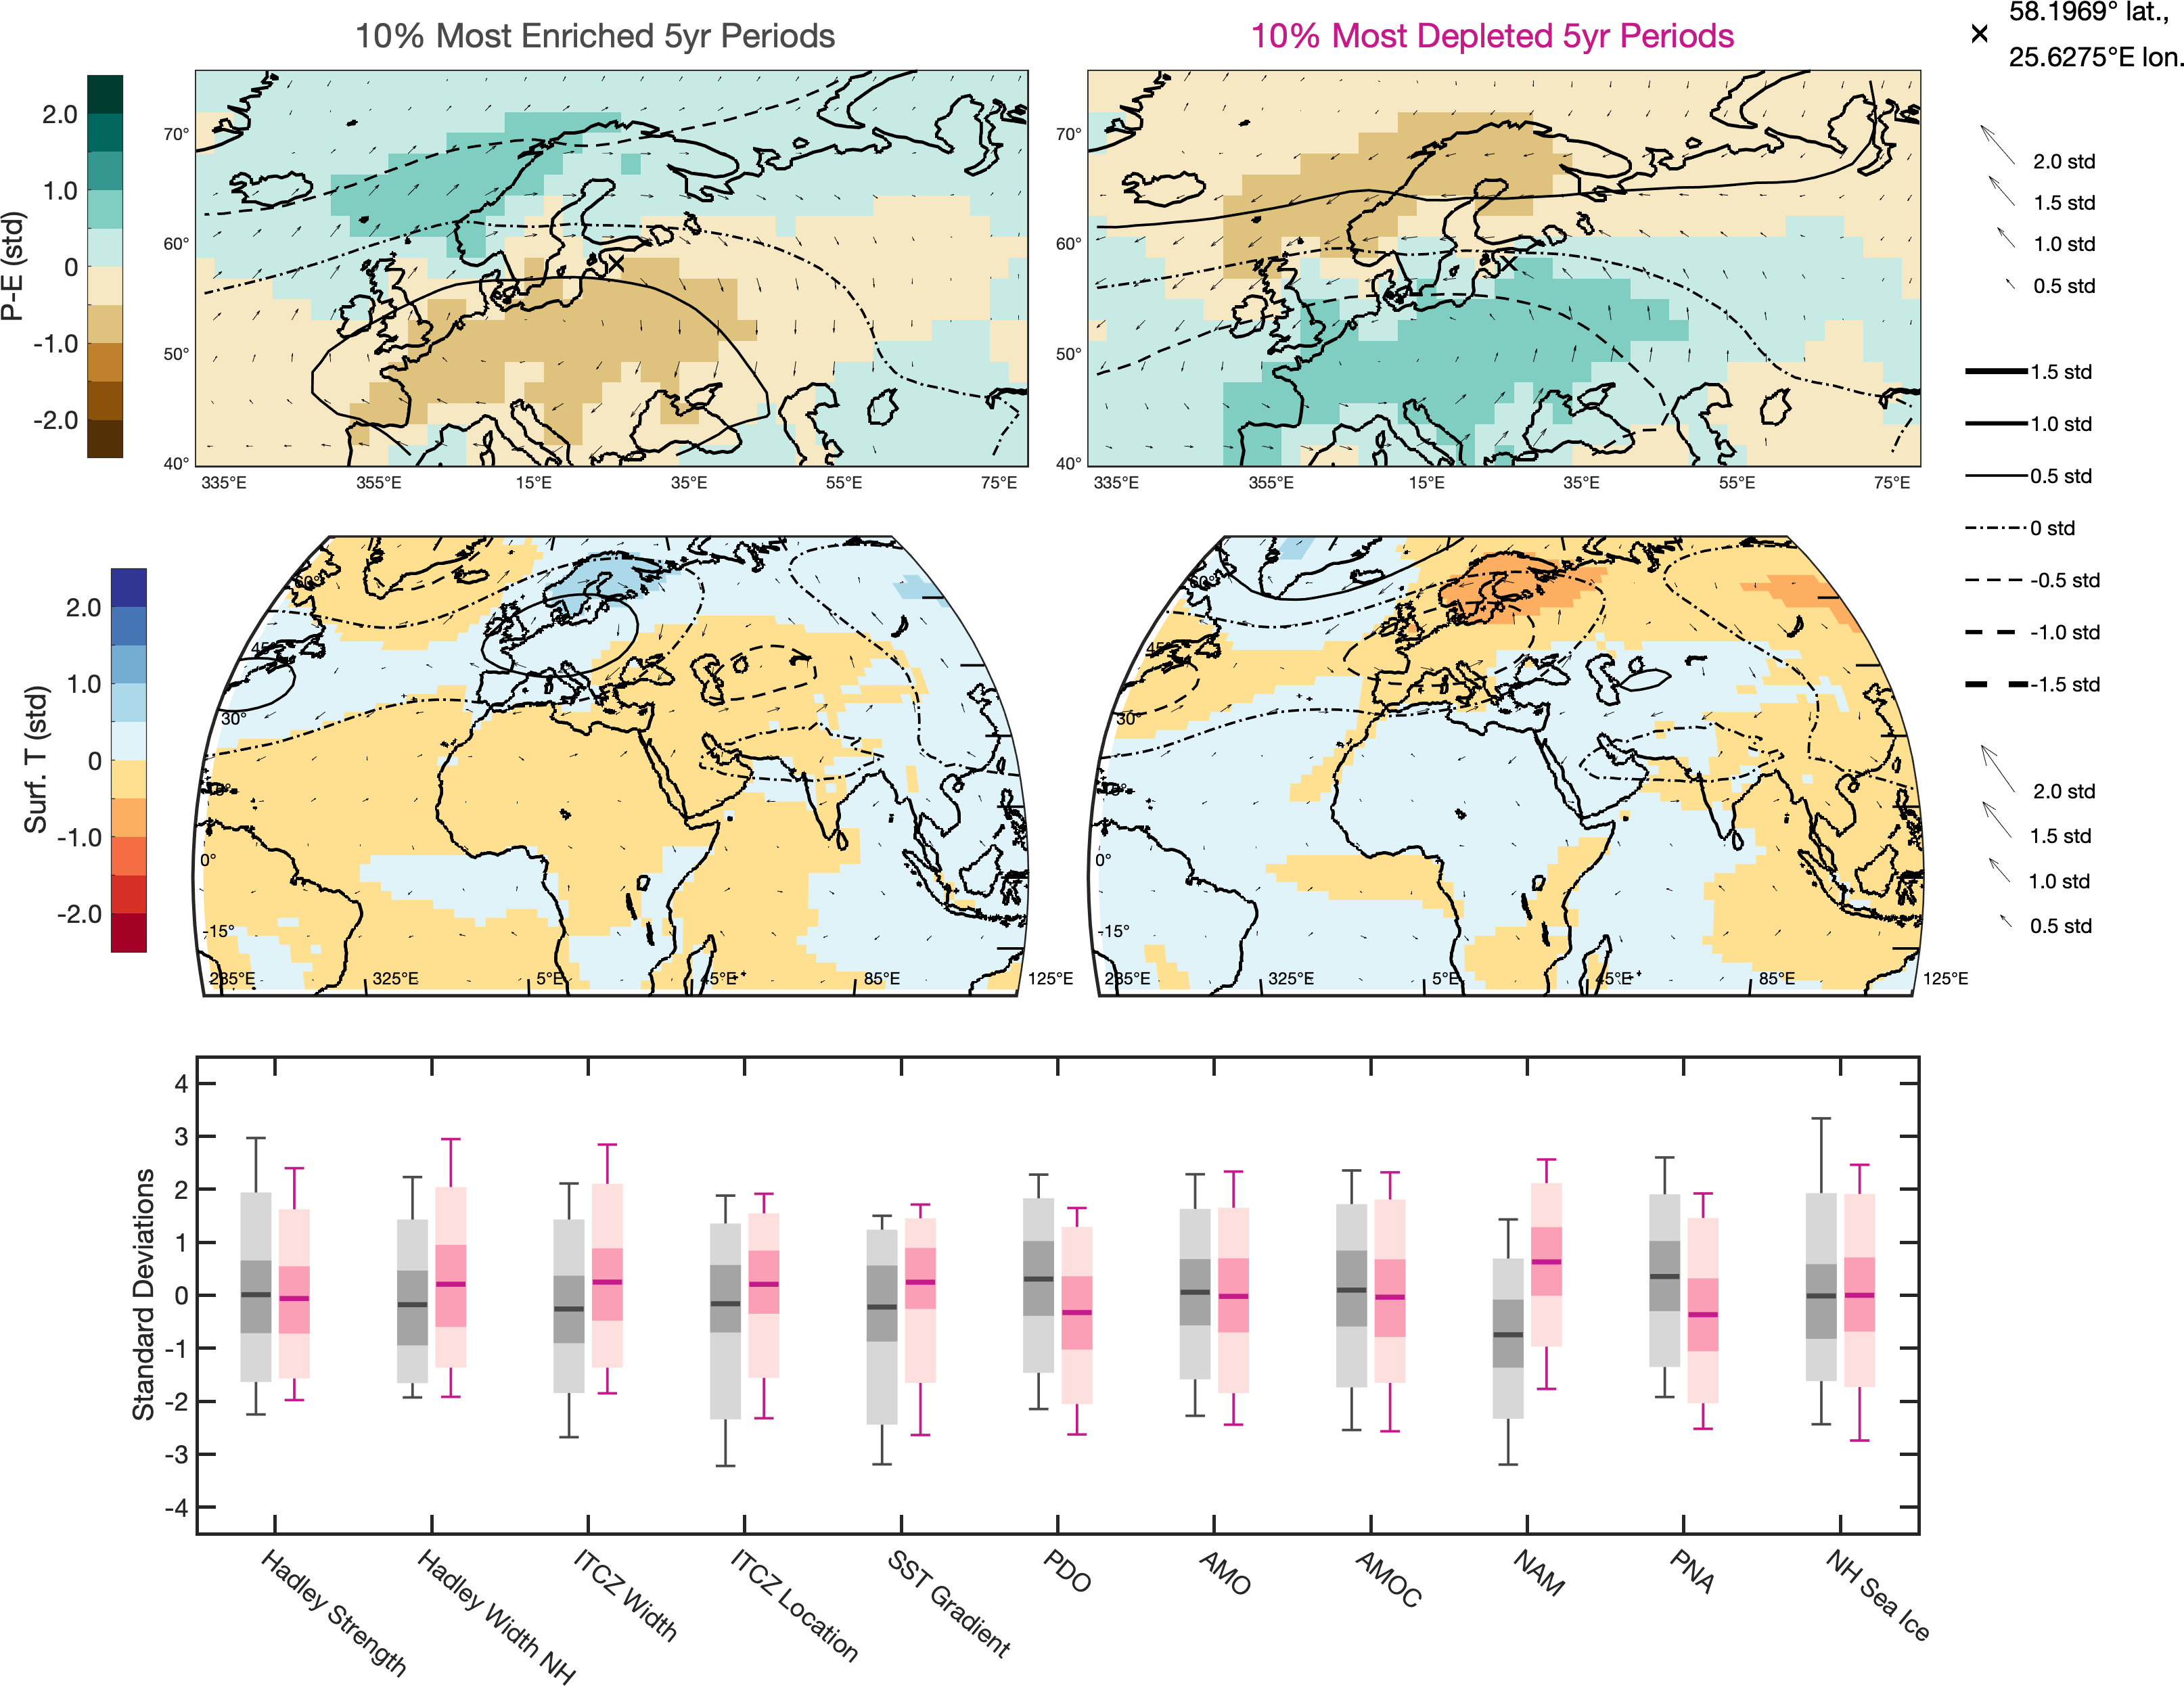 10% Most Enriched 5yr Periods
10% Most Depleted 5yr Periods
58.1969° lat.,
25.6275°E lon.
P-E (std)
2.0
1.0
0
-1.0
-2.0
70°
60°
50°
40°
335°E 355°E 15°E 35°E 55°E 75°E
70°
60°
50°
40°
335°E 355°E 15°E 35°E 55°E 75°E
2.0 std
1.5 std
1.0 std
0.5 std
1.5 std
1.0 std
0.5 std
0 std
-0.5 std
-1.0 std
-1.5 std
Surf. T (std)
2.0
1.0
0
-1.0
-2.0
60°
45°
30°
15°
0°
-15°
285°E 325°E 5°E 45°E 85°E 125°E
60°
45°
30°
15°
0°
-15°
285°E 325°E 5°E 45°E 85°E 125°E
2.0 std
1.5 std
1.0 std
0.5 std
Standard Deviations
4
3
2
1
0
-1
-2
-3
-4
Hadley Strength
Hadley Width NH
ITCZ Width
ITCZ Location
SST Gradient
PDO
AMO
AMOC
NAM
PNA
NH Sea Ice